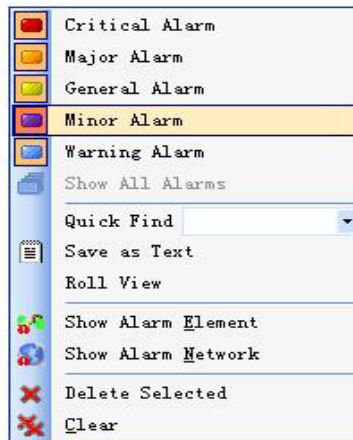 Critical Alarm
Major Alarm
General Alarm
Minor Alarm
Warning Alarm
Show All Alarms
Quick Find
Save as Text
Roll View
Show Alarm Element
Show Alarm Network
Delete Selected
Clear